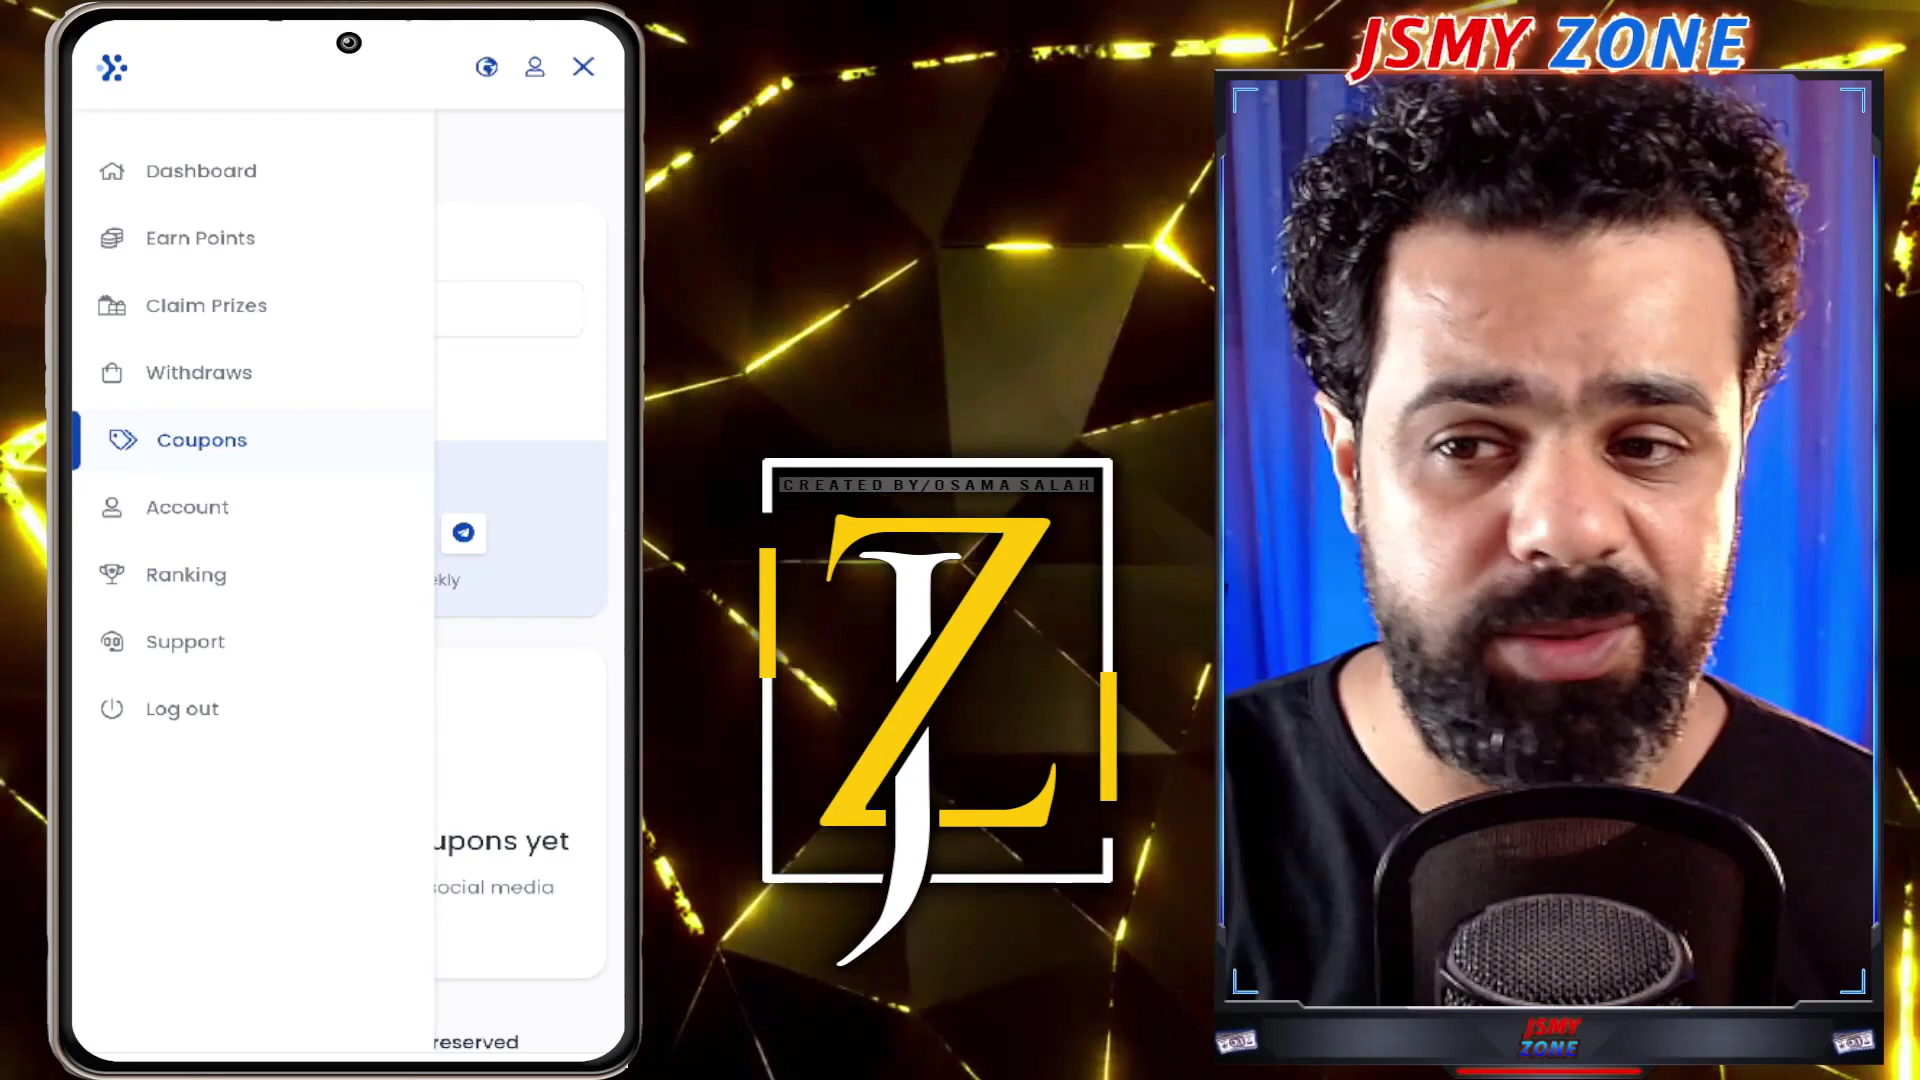 JSMY ZONE
Dashboard
Earn Points
Claim Prizes
Withdraws
Coupons
Account
Ranking
Support
Log out
ekly
upons yet
social media
reserved
CREATED BY/OSAMA SALAH
ZJ
JSMY
ZONE